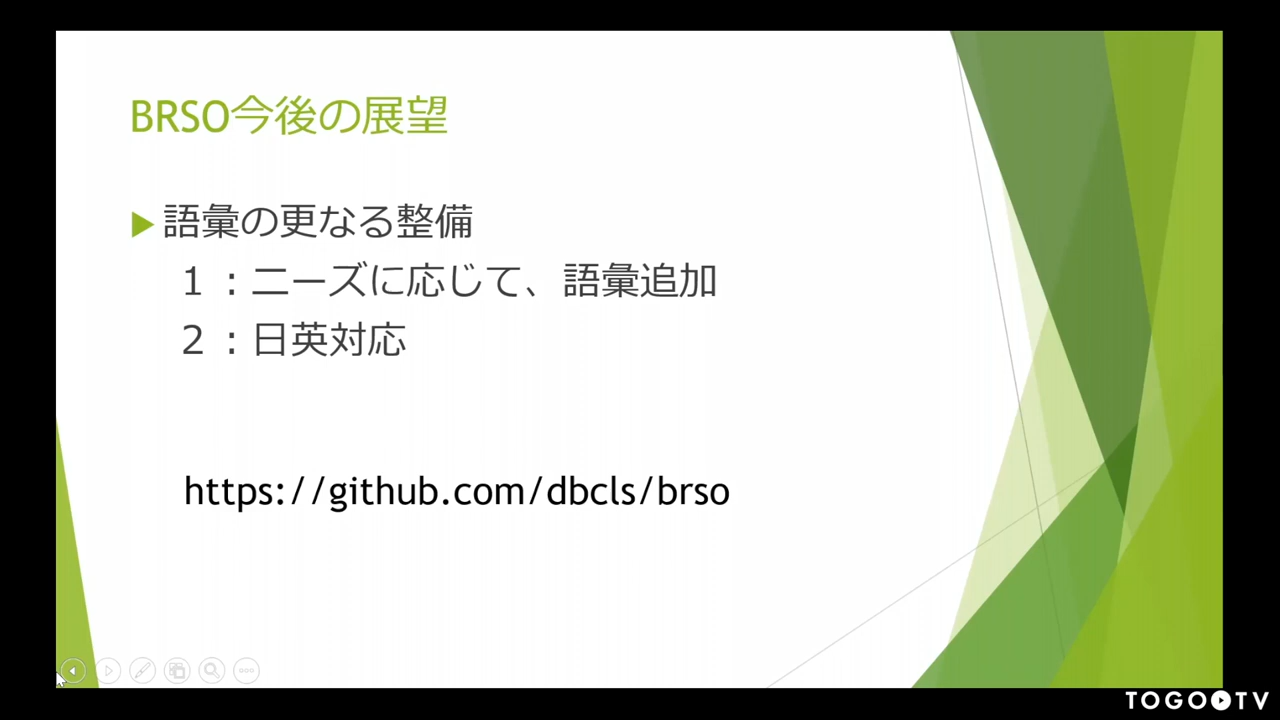 BRSO今後の展望
語彙の更なる整備
１：ニーズに応じて、語彙追加
２：日英対応
https://github.com/dbcls/brso
TOGOTV